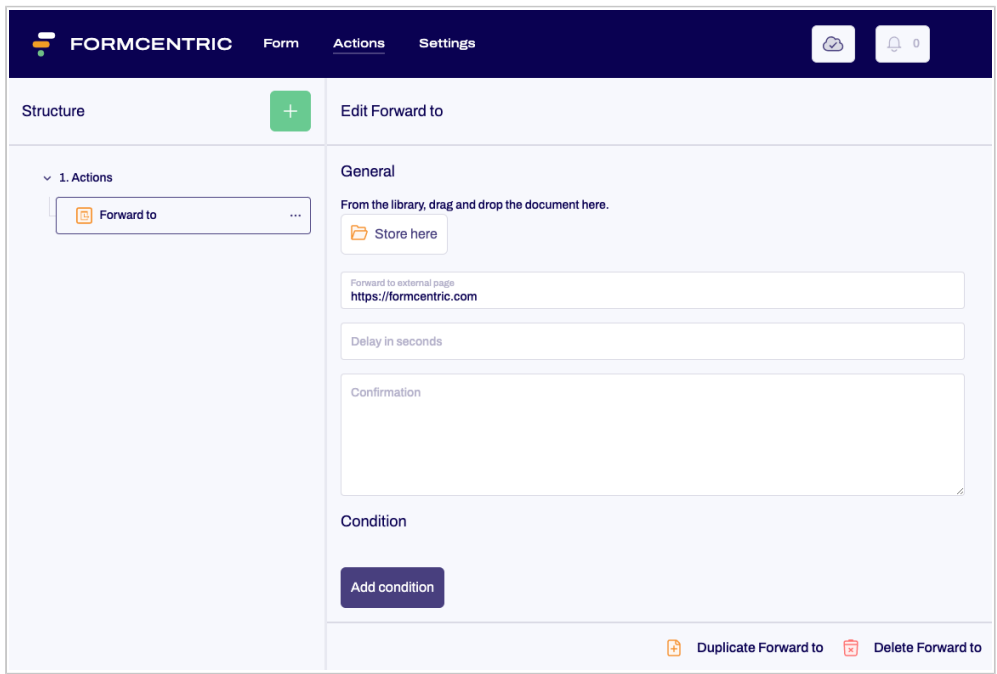 FORMCENTRIC Form Actions Settings 0
Structure + Edit Forward to
1. Actions
Forward to ...
General
From the library, drag and drop the document here.
Store here
Forward to external page
https://formcentric.com
Delay in seconds
Confirmation
Condition
Add condition
Duplicate Forward to Delete Forward to